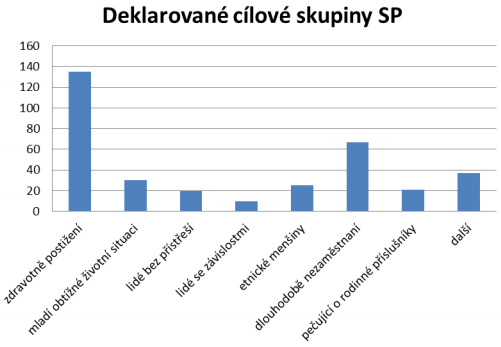 Deklarované cílové skupiny SP
160
140
120
100
80
60
40
20
0
zdravotně postižení
mladí obtížné životní situaci
lidé bez přístřeší
lidé se závislostmi
etnické menšiny
dlouhodobě nezaměstnaní
pečující o rodinné příslušníky
další